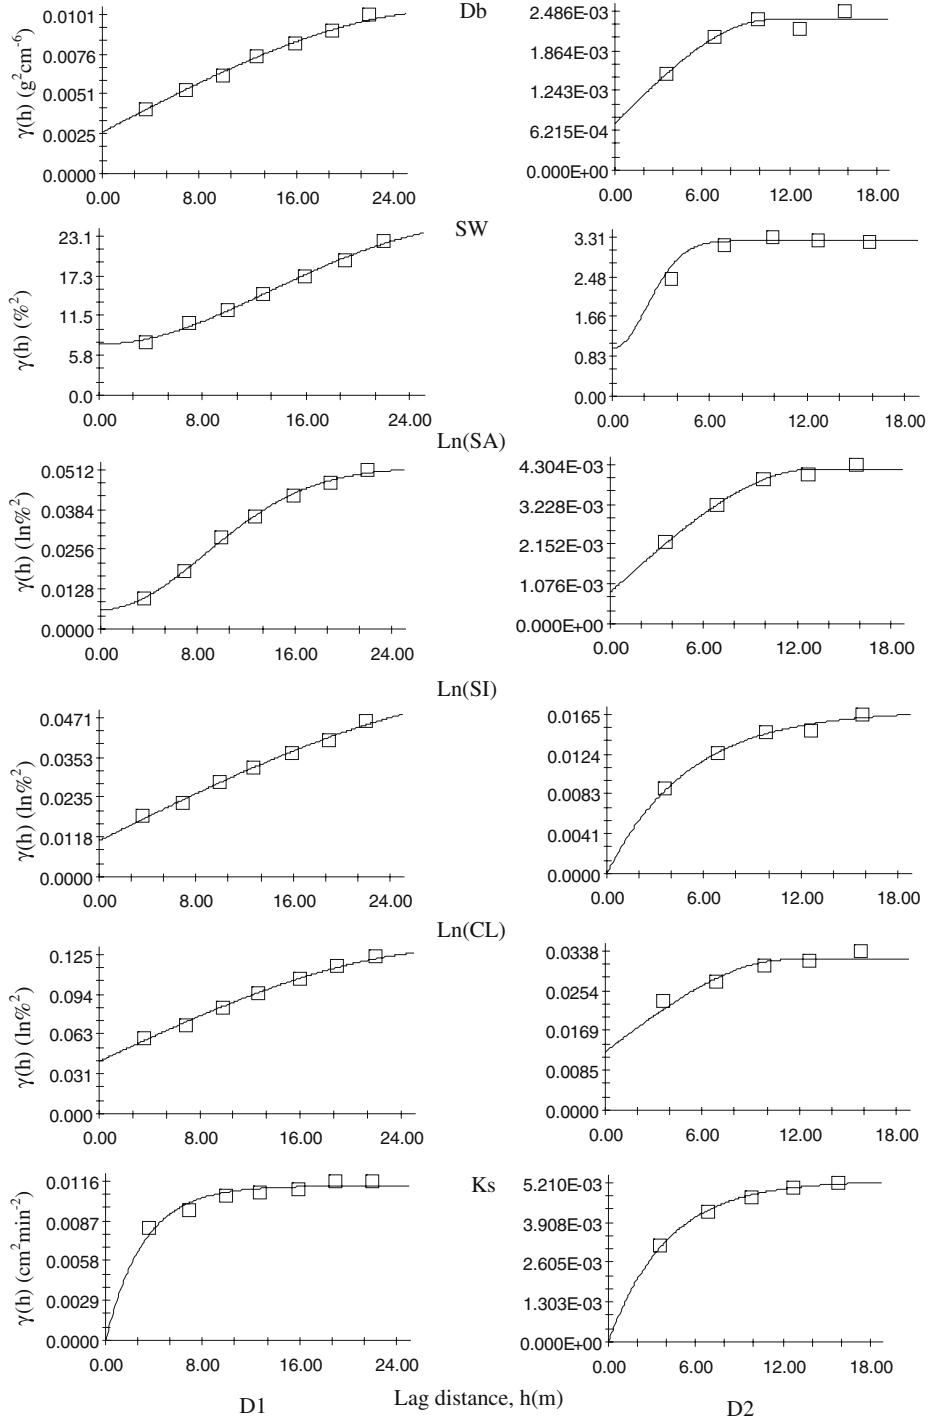 Db
γ(h) (g²cm⁻⁶)
0.0101
0.0076
0.0051
0.0025
0.0000
0.00 8.00 16.00 24.00
2.486E-03
1.864E-03
1.243E-03
6.215E-04
0.000E+00
0.00 6.00 12.00 18.00
SW
γ(h) (%²)
23.1
17.3
11.5
5.8
0.0
0.00 8.00 16.00 24.00
3.31
2.48
1.66
0.83
0.00
0.00 6.00 12.00 18.00
Ln(SA)
γ(h) (ln%²)
0.0512
0.0384
0.0256
0.0128
0.0000
0.00 8.00 16.00 24.00
4.304E-03
3.228E-03
2.152E-03
1.076E-03
0.000E+00
0.00 6.00 12.00 18.00
Ln(SI)
γ(h) (ln%²)
0.0471
0.0353
0.0235
0.0118
0.0000
0.00 8.00 16.00 24.00
0.0165
0.0124
0.0083
0.0041
0.0000
0.00 6.00 12.00 18.00
Ln(CL)
γ(h) (ln%²)
0.125
0.094
0.063
0.031
0.000
0.00 8.00 16.00 24.00
0.0338
0.0254
0.0169
0.0085
0.0000
0.00 6.00 12.00 18.00
Ks
γ(h) (cm²min⁻²)
0.0116
0.0087
0.0058
0.0029
0.0000
0.00 8.00 16.00 24.00
5.210E-03
3.908E-03
2.605E-03
1.303E-03
0.000E+00
0.00 6.00 12.00 18.00
D1 Lag distance, h(m) D2